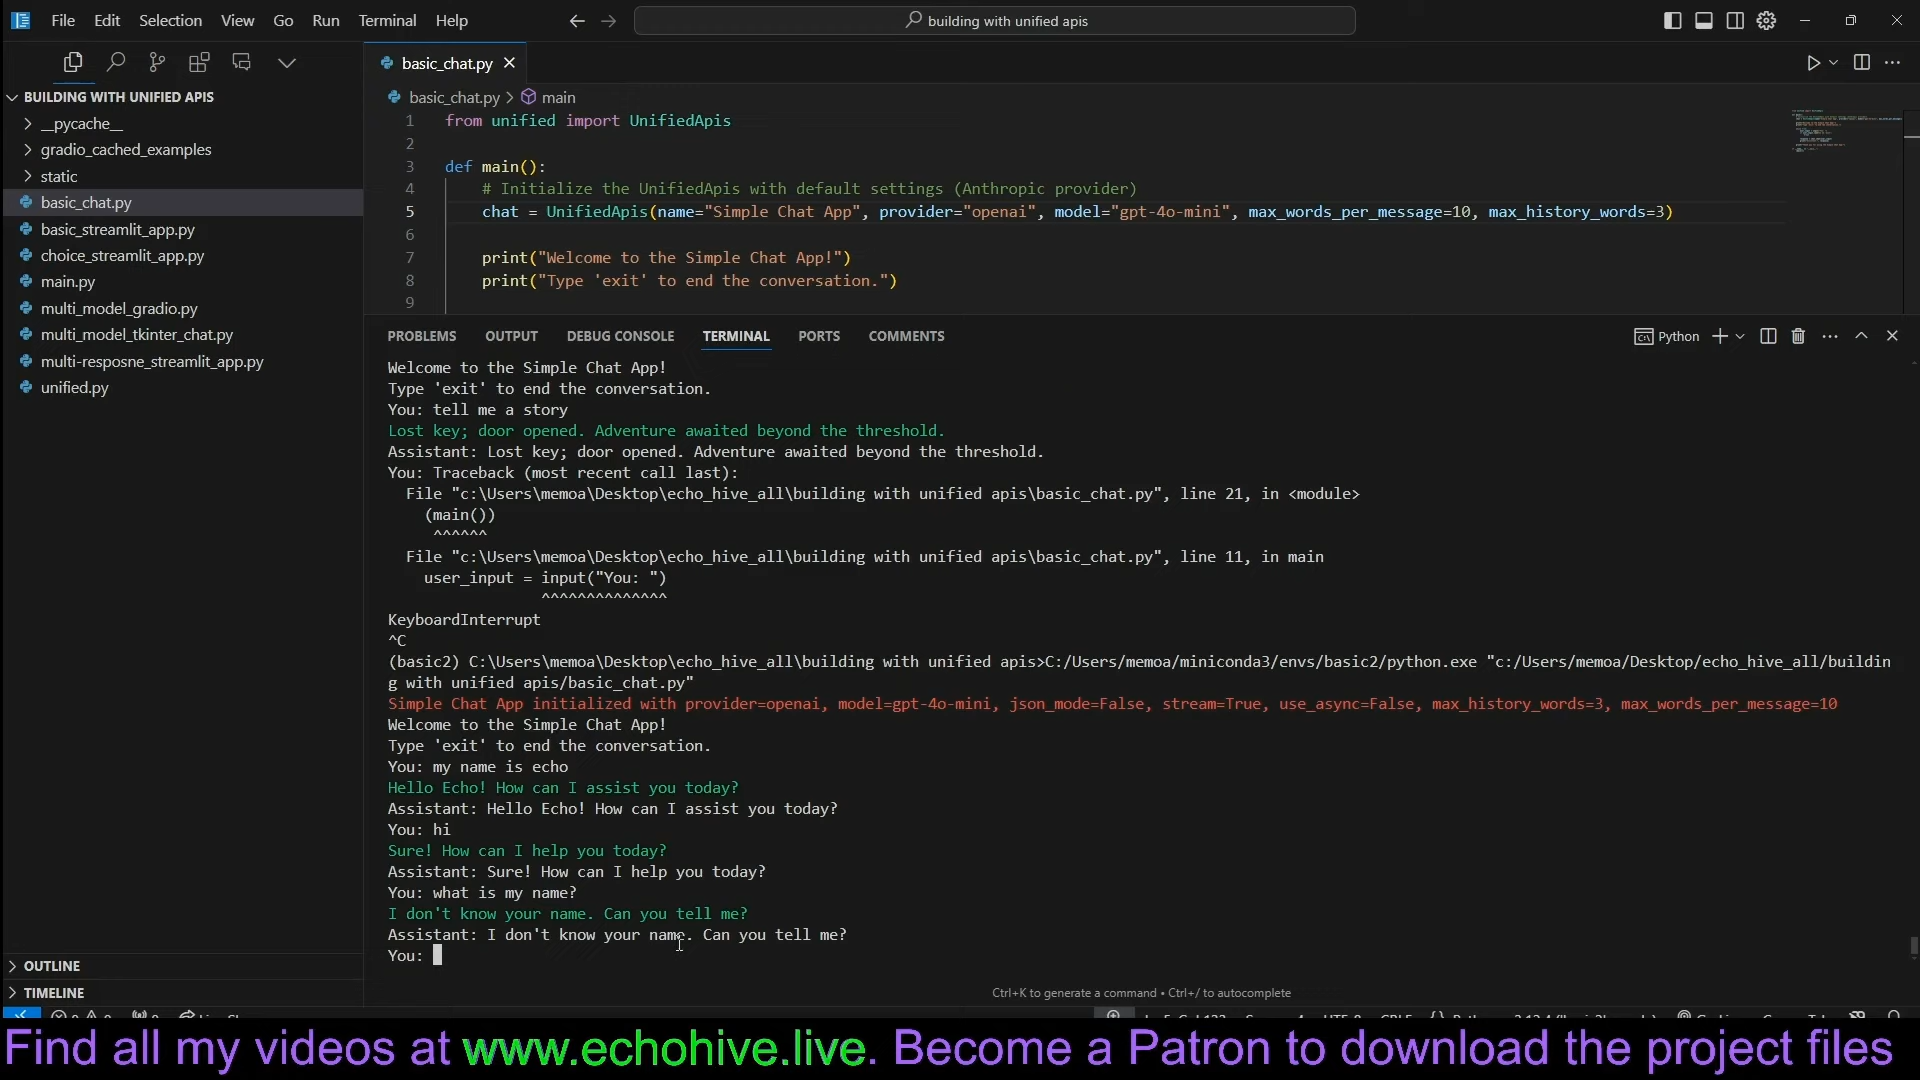 File Edit Selection View Go Run Terminal Help
building with unified apis
BUILDING WITH UNIFIED APIS
__pycache__
gradio_cached_examples
static
basic_chat.py
basic_streamlit_app.py
choice_streamlit_app.py
main.py
multi_model_gradio.py
multi_model_tkinter_chat.py
multi-resposne_streamlit_app.py
unified.py
OUTLINE
TIMELINE
basic_chat.py
basic_chat.py > main
1 from unified import UnifiedApis
2
3 def main():
4 # Initialize the UnifiedApis with default settings (Anthropic provider)
5 chat = UnifiedApis(name="Simple Chat App", provider="openai", model="gpt-4o-mini", max_words_per_message=10, max_history_words=3)
6
7 print("Welcome to the Simple Chat App!")
8 print("Type 'exit' to end the conversation.")
9
PROBLEMS OUTPUT DEBUG CONSOLE TERMINAL PORTS COMMENTS
Python
Welcome to the Simple Chat App!
Type 'exit' to end the conversation.
You: tell me a story
Lost key; door opened. Adventure awaited beyond the threshold.
Assistant: Lost key; door opened. Adventure awaited beyond the threshold.
You: Traceback (most recent call last):
File "c:\Users\memoa\Desktop\echo_hive_all\building with unified apis\basic_chat.py", line 21, in <module>
(main())
^^^^^^
File "c:\Users\memoa\Desktop\echo_hive_all\building with unified apis\basic_chat.py", line 11, in main
user_input = input("You: ")
^^^^^^^^^^^^^^
KeyboardInterrupt
^C
(basic2) C:\Users\memoa\Desktop\echo_hive_all\building with unified apis>C:/Users/memoa/miniconda3/envs/basic2/python.exe "c:/Users/memoa/Desktop/echo_hive_all/buildin
g with unified apis/basic_chat.py"
Simple Chat App initialized with provider=openai, model=gpt-4o-mini, json_mode=False, stream=True, use_async=False, max_history_words=3, max_words_per_message=10
Welcome to the Simple Chat App!
Type 'exit' to end the conversation.
You: my name is echo
Hello Echo! How can I assist you today?
Assistant: Hello Echo! How can I assist you today?
You: hi
Sure! How can I help you today?
Assistant: Sure! How can I help you today?
You: what is my name?
I don't know your name. Can you tell me?
Assistant: I don't know your name. Can you tell me?
You:
Ctrl+K to generate a command • Ctrl+/ to autocomplete
Find all my videos at www.echohive.live. Become a Patron to download the project files